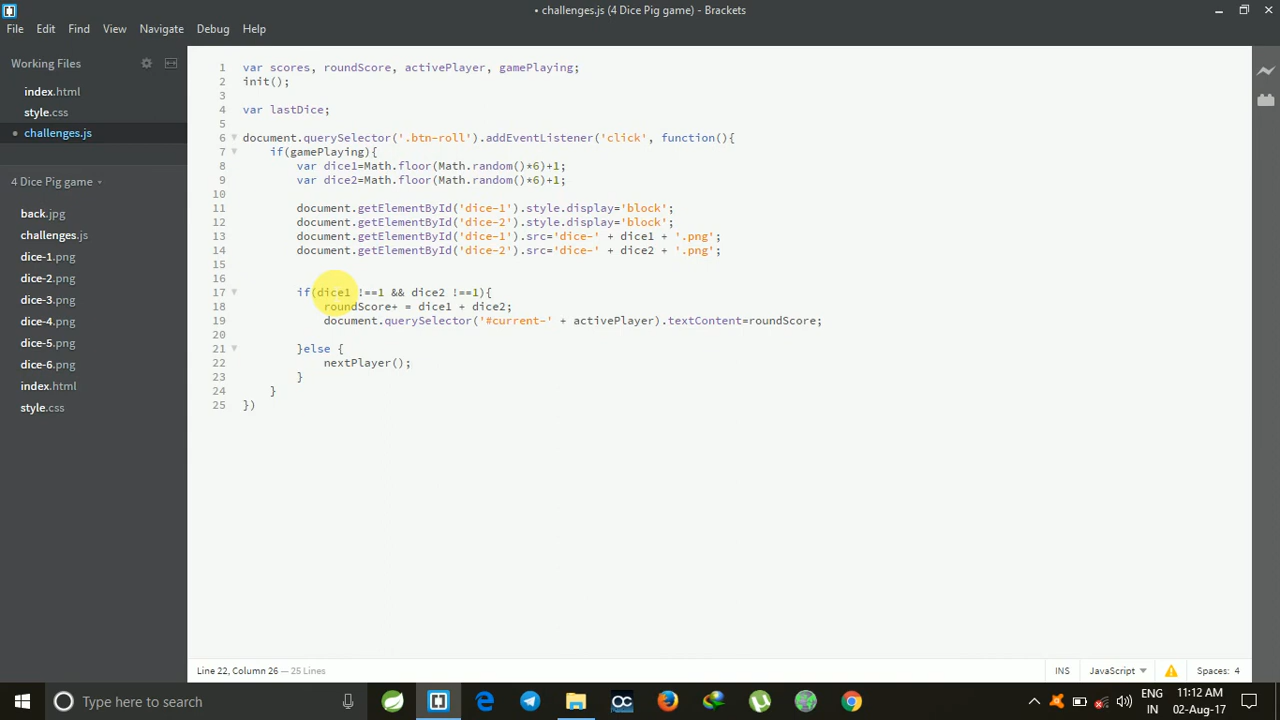 • challenges.js (4 Dice Pig game) - Brackets
File Edit Find View Navigate Debug Help
Working Files
index.html
style.css
• challenges.js
4 Dice Pig game
back.jpg
challenges.js
dice-1.png
dice-2.png
dice-3.png
dice-4.png
dice-5.png
dice-6.png
index.html
style.css
1 var scores, roundScore, activePlayer, gamePlaying;
2 init();
3
4 var lastDice;
5
6 document.querySelector('.btn-roll').addEventListener('click', function(){
7 if(gamePlaying){
8 var dice1=Math.floor(Math.random()*6)+1;
9 var dice2=Math.floor(Math.random()*6)+1;
10
11 document.getElementById('dice-1').style.display='block';
12 document.getElementById('dice-2').style.display='block';
13 document.getElementById('dice-1').src='dice-' + dice1 + '.png';
14 document.getElementById('dice-2').src='dice-' + dice2 + '.png';
15
16
17 if(dice1 !==1 && dice2 !==1){
18 roundScore+ = dice1 + dice2;
19 document.querySelector('#current-' + activePlayer).textContent=roundScore;
20
21 }else {
22 nextPlayer();
23 }
24 }
25 })
Line 22, Column 26 — 25 Lines
INS JavaScript Spaces: 4
Type here to search
ENG 11:12 AM
IN 02-Aug-17